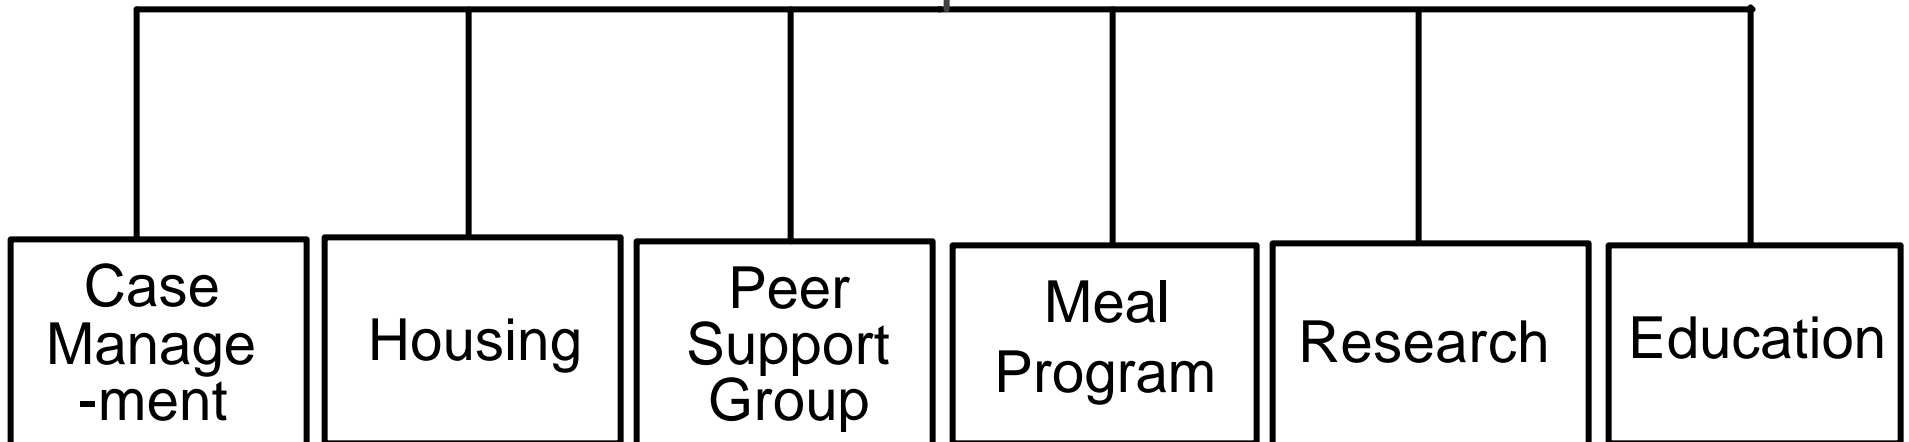 Case
Manage
-ment
Housing
Peer
Support
Group
Meal
Program
Research
Education